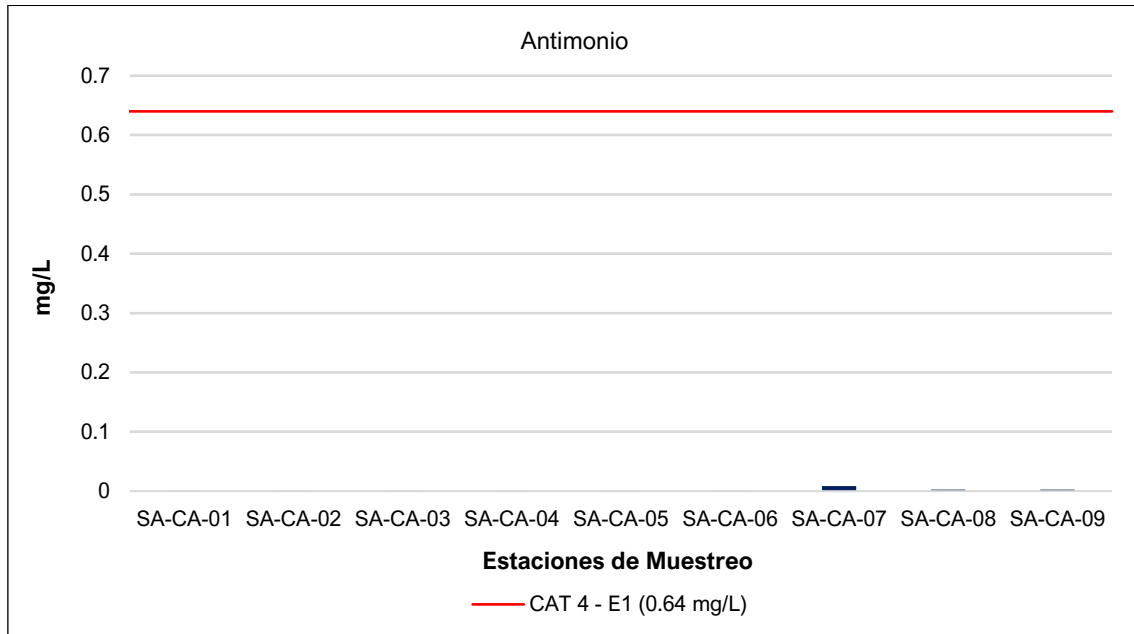 Antimonio
0.7
0.6
0.5
0.4
0.3
0.2
0.1
0
mg/L
SA-CA-01 SA-CA-02 SA-CA-03 SA-CA-04 SA-CA-05 SA-CA-06 SA-CA-07 SA-CA-08 SA-CA-09
Estaciones de Muestreo
CAT 4 - E1 (0.64 mg/L)